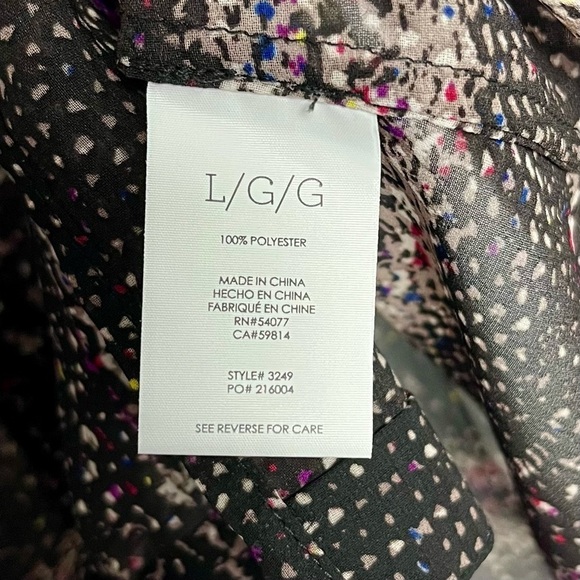 L/G/G
100% POLYESTER
MADE IN CHINA
HECHO EN CHINA
FABRIQUÉ EN CHINE
RN#54077
CA#59814
STYLE# 3249
PO# 216004
SEE REVERSE FOR CARE